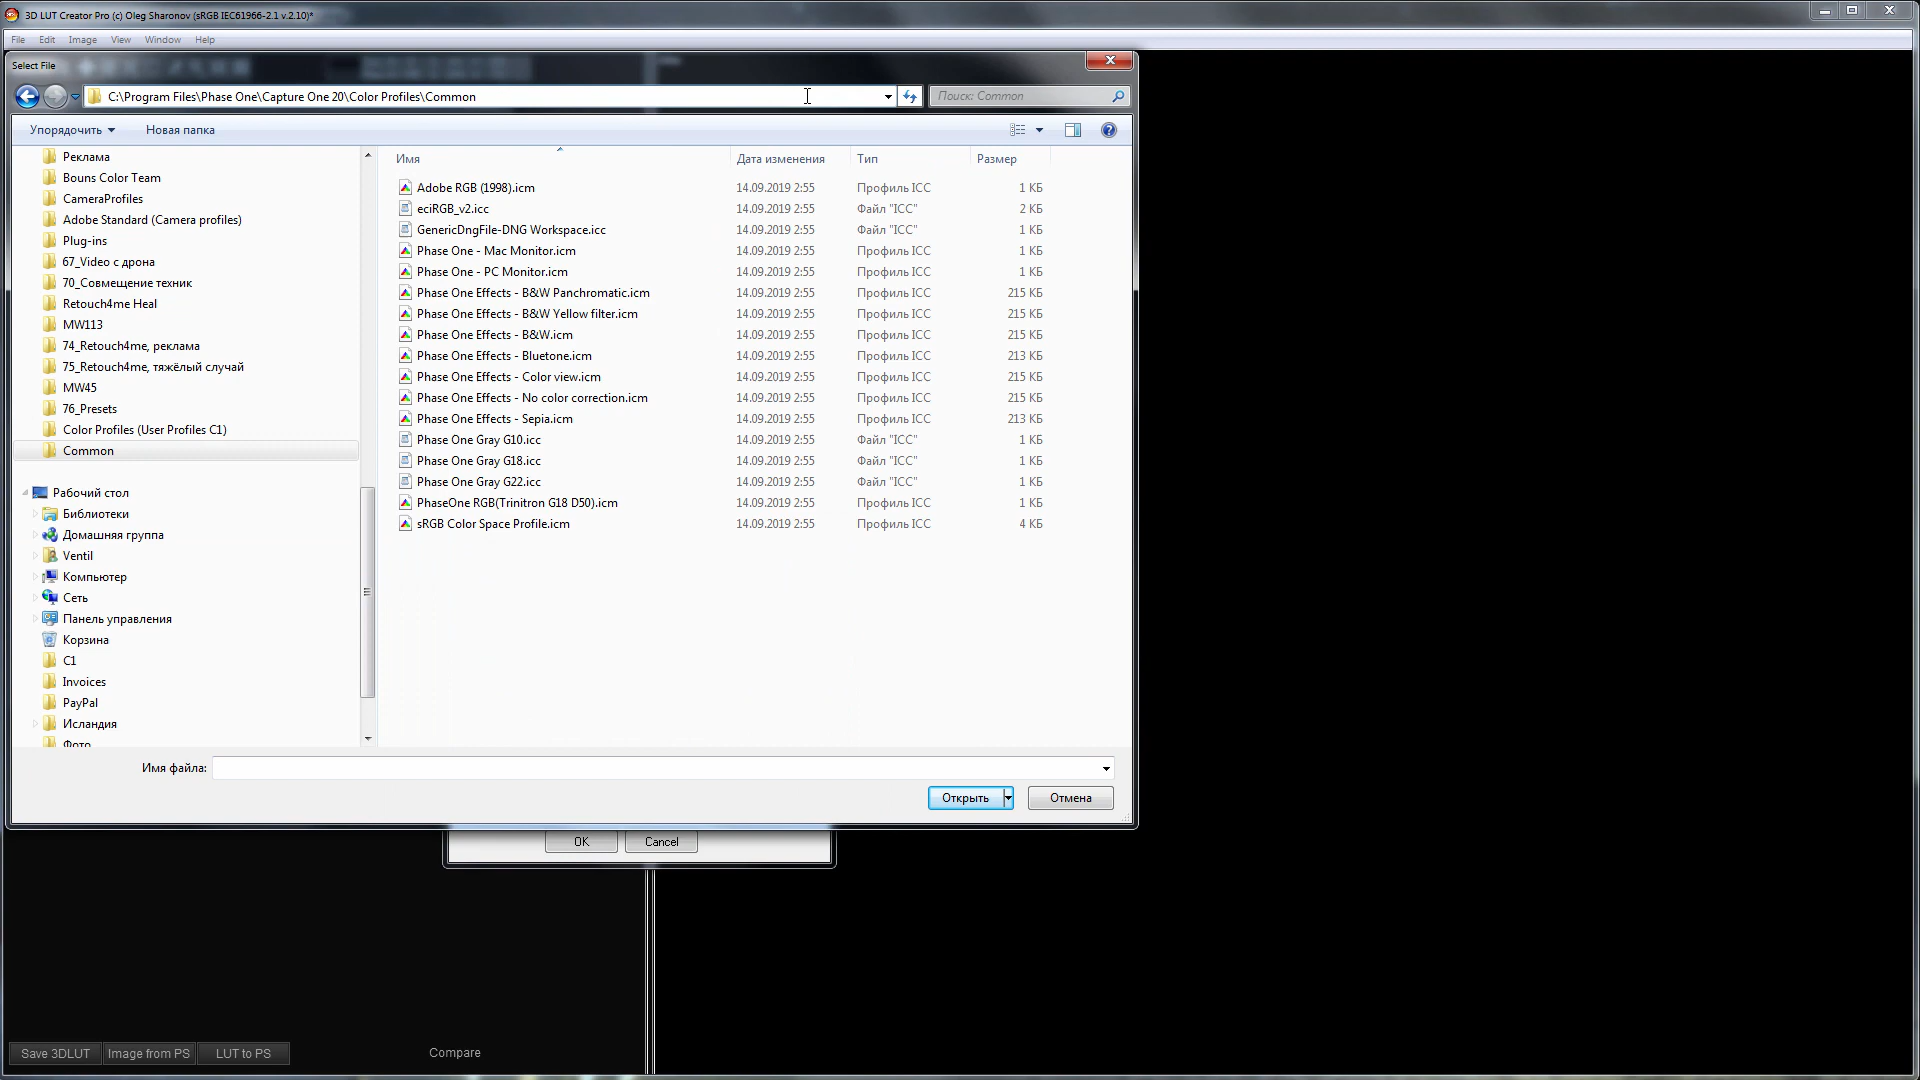 3D LUT Creator Pro (c) Oleg Sharonov (sRGB IEC61966-2.1 v.2.10)*
File Edit Image View Window Help
Select File
C:\Program Files\Phase One\Capture One 20\Color Profiles\Common
Поиск: Common
Упорядочить Новая папка
Имя Дата изменения Тип Размер
Реклама
Bouns Color Team
CameraProfiles
Adobe Standard (Camera profiles)
Plug-ins
67_Video с дрона
70_Совмещение техник
Retouch4me Heal
MW113
74_Retouch4me, реклама
75_Retouch4me, тяжёлый случай
MW45
76_Presets
Color Profiles (User Profiles C1)
Common
Рабочий стол
Библиотеки
Домашняя группа
Ventil
Компьютер
Сеть
Панель управления
Корзина
C1
Invoices
PayPal
Исландия
Фото
Adobe RGB (1998).icm 14.09.2019 2:55 Профиль ICC 1 КБ
eciRGB_v2.icc 14.09.2019 2:55 Файл "ICC" 2 КБ
GenericDngFile-DNG Workspace.icc 14.09.2019 2:55 Файл "ICC" 1 КБ
Phase One - Mac Monitor.icm 14.09.2019 2:55 Профиль ICC 1 КБ
Phase One - PC Monitor.icm 14.09.2019 2:55 Профиль ICC 1 КБ
Phase One Effects - B&W Panchromatic.icm 14.09.2019 2:55 Профиль ICC 215 КБ
Phase One Effects - B&W Yellow filter.icm 14.09.2019 2:55 Профиль ICC 215 КБ
Phase One Effects - B&W.icm 14.09.2019 2:55 Профиль ICC 215 КБ
Phase One Effects - Bluetone.icm 14.09.2019 2:55 Профиль ICC 213 КБ
Phase One Effects - Color view.icm 14.09.2019 2:55 Профиль ICC 215 КБ
Phase One Effects - No color correction.icm 14.09.2019 2:55 Профиль ICC 215 КБ
Phase One Effects - Sepia.icm 14.09.2019 2:55 Профиль ICC 213 КБ
Phase One Gray G10.icc 14.09.2019 2:55 Файл "ICC" 1 КБ
Phase One Gray G18.icc 14.09.2019 2:55 Файл "ICC" 1 КБ
Phase One Gray G22.icc 14.09.2019 2:55 Файл "ICC" 1 КБ
PhaseOne RGB(Trinitron G18 D50).icm 14.09.2019 2:55 Профиль ICC 1 КБ
sRGB Color Space Profile.icm 14.09.2019 2:55 Профиль ICC 4 КБ
Имя файла:
Открыть Отмена
OK Cancel
Save 3DLUT Image from PS LUT to PS Compare